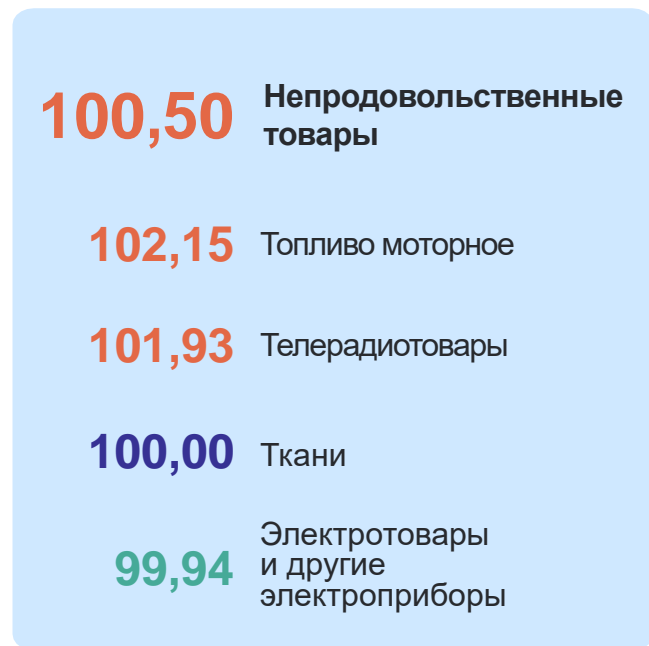 100,50 Непродовольственные
товары
102,15 Топливо моторное
101,93 Телерадиотовары
100,00 Ткани
Электротовары
99,94 и другие
электроприборы